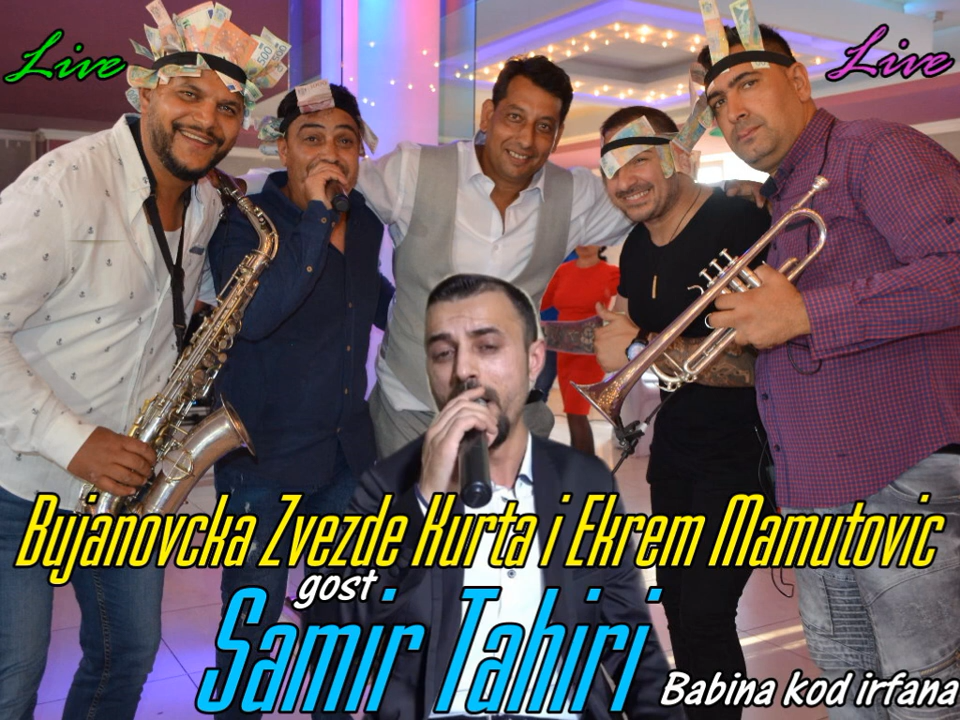 Live Live
Bujanovcka Zvezde Kurta i Ekrem Mamutovic
gost
Samir Tahiri
Babina kod irfana